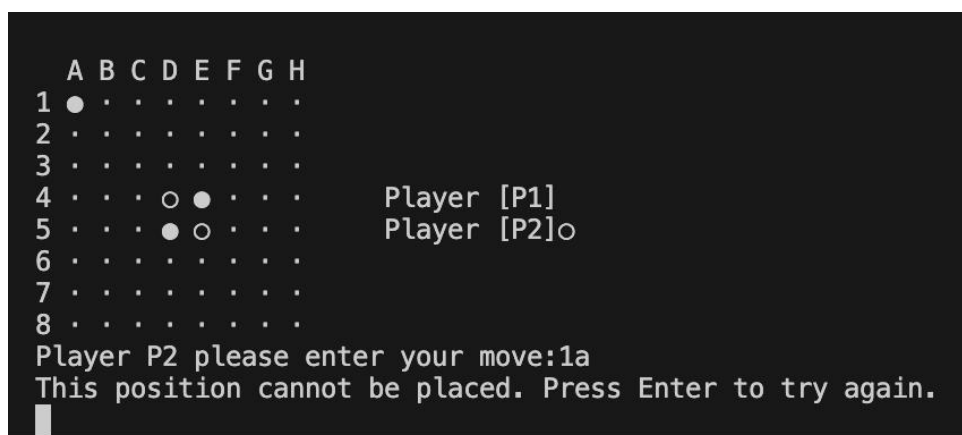 A B C D E F G H
1 ● · · · · · · ·
2 · · · · · · · ·
3 · · · · · · · ·
4 · · · ○ ● · · · Player [P1]
5 · · · ● ○ · · · Player [P2]○
6 · · · · · · · ·
7 · · · · · · · ·
8 · · · · · · · ·
Player P2 please enter your move:1a
This position cannot be placed. Press Enter to try again.